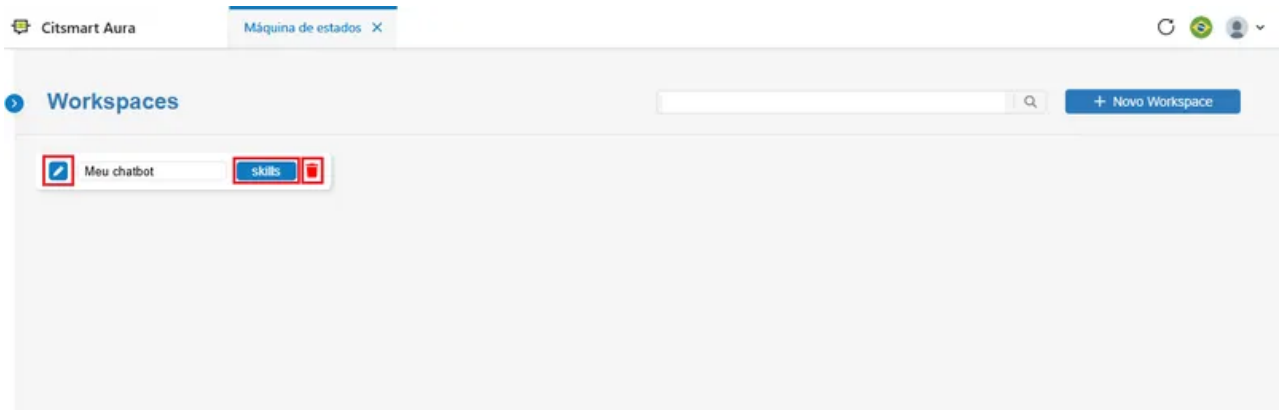 Citsmart Aura
Máquina de estados
Workspaces
+ Novo Workspace
Meu chatbot
skills